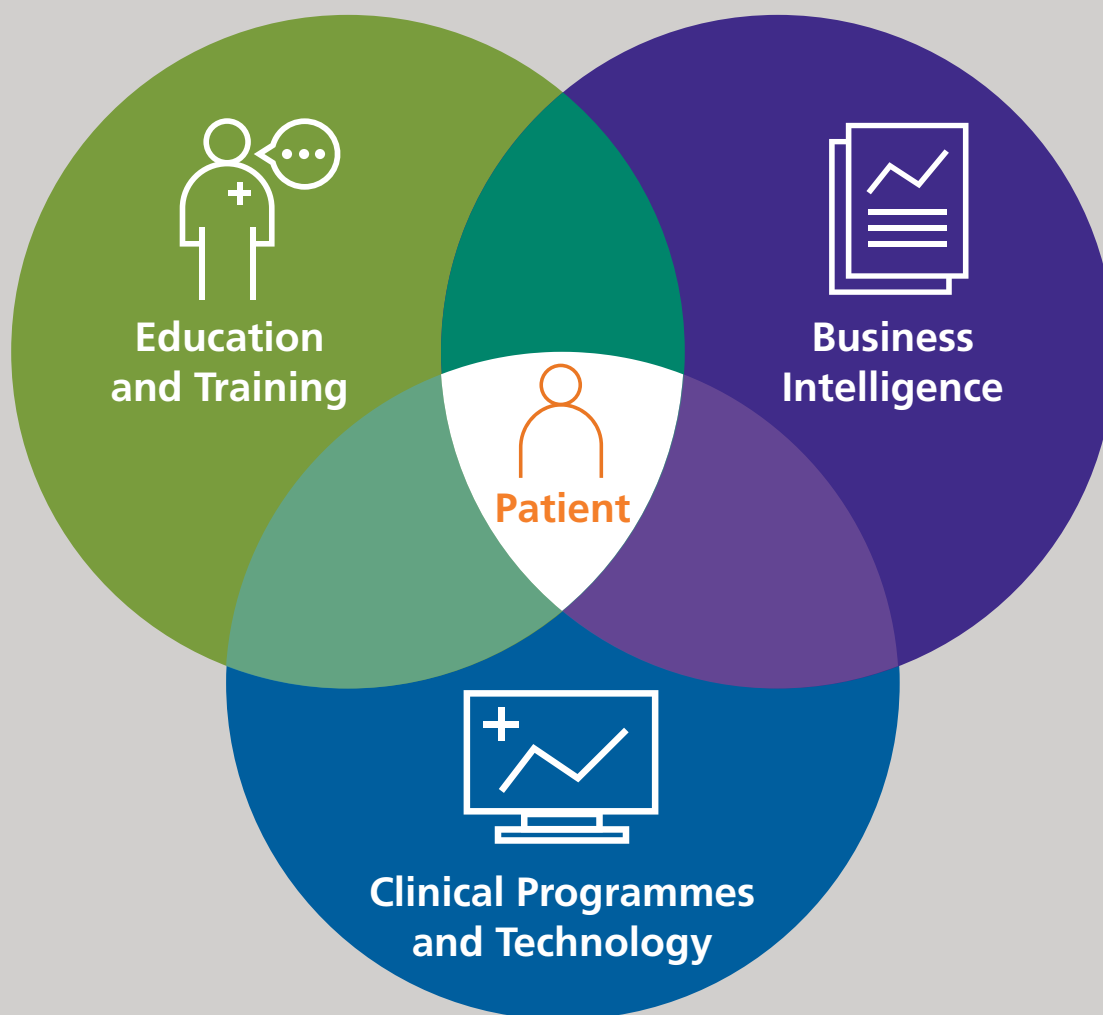 Education
and Training
Business
Intelligence
Patient
Clinical Programmes
and Technology